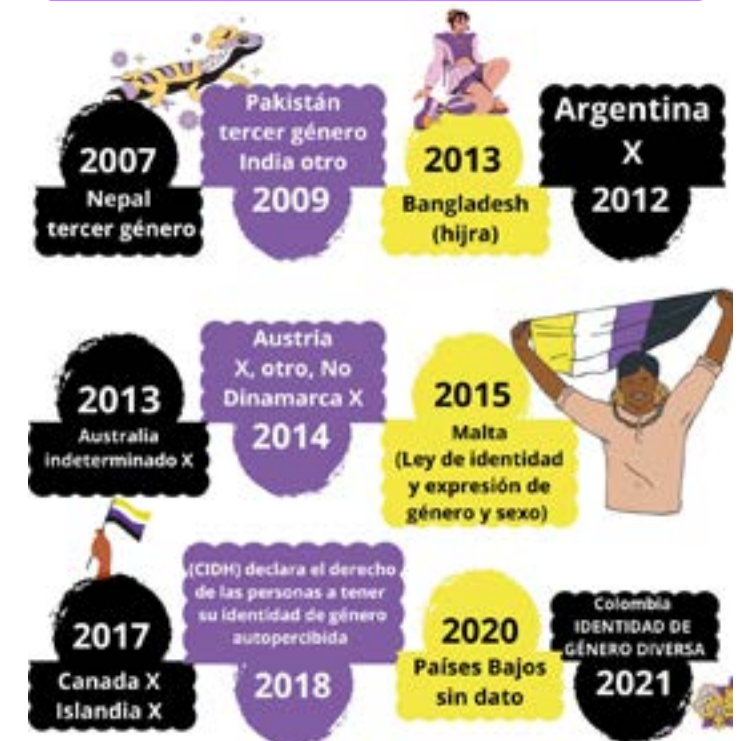 2007
Nepal
tercer género
Pakistán
tercer género
India otro
2009
2013
Bangladesh
(hijra)
Argentina
X
2012
2013
Australia
indeterminado X
Austria
X, otro, No
Dinamarca X
2014
2015
Malta
(Ley de identidad
y expresión de
género y sexo)
2017
Canada X
Islandia X
(CIDH) declara el derecho
de las personas a tener
su identidad de género
autopercibida
2018
2020
Países Bajos
sin dato
Colombia
IDENTIDAD DE
GÉNERO DIVERSA
2021